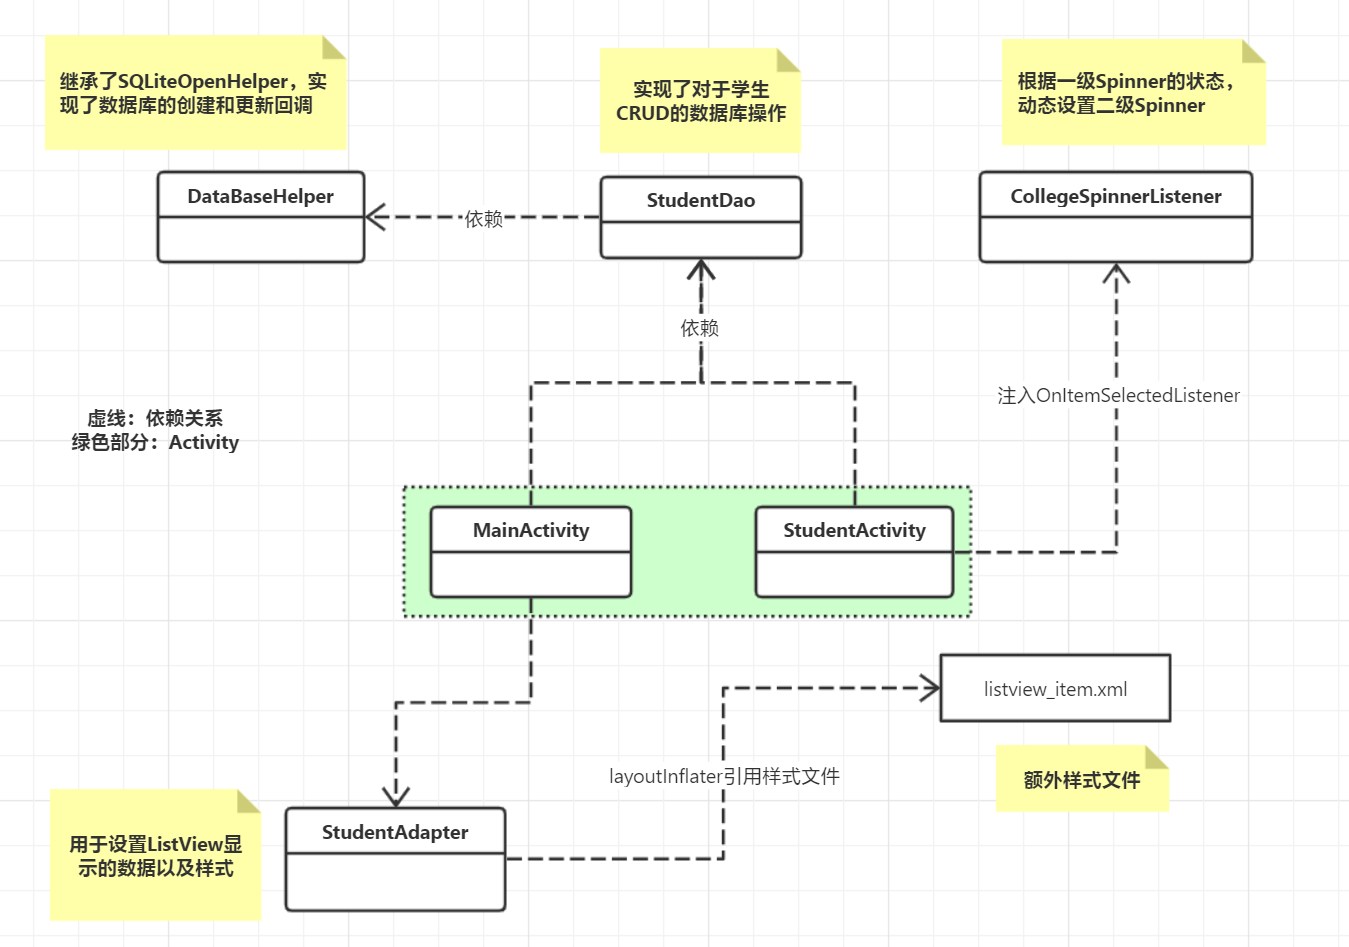 继承了SQLiteOpenHelper，实
现了数据库的创建和更新回调
实现了对于学生
CRUD的数据库操作
根据一级Spinner的状态，
动态设置二级Spinner
DataBaseHelper
StudentDao
CollegeSpinnerListener
依赖
依赖
注入OnItemSelectedListener
虚线：依赖关系
绿色部分：Activity
MainActivity
StudentActivity
listview_item.xml
layoutInflater引用样式文件
额外样式文件
用于设置ListView显
示的数据以及样式
StudentAdapter